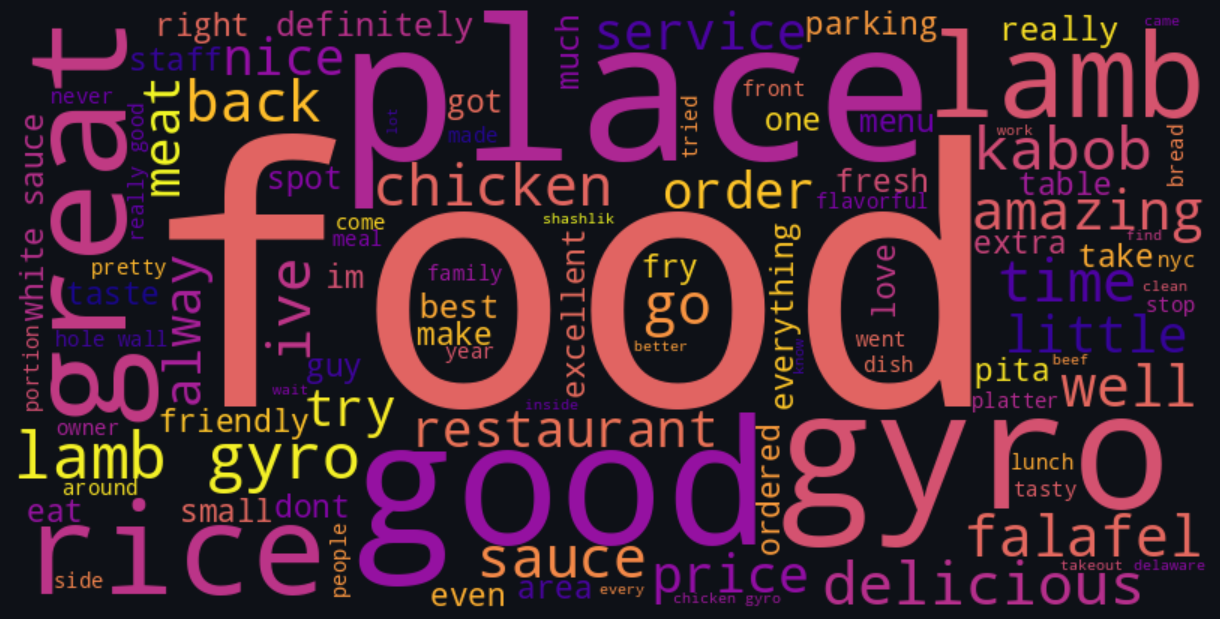 right
definitely
much
service
parking
really
came
great
staff
nice
place
lamb
never
meat
back
lot
got
made
tried
front
one
menu
work
kabob
bread
white sauce
really good
spot
chicken
order
fresh
flavorful
table
amazing
food
come
meal
shashlik
excellent
everything
extra
find
pretty
taste
alway
live
im
family
best
make
year
fry
go
better
love
went
dish
know
time
take
nyc
clean
stop
little
portion
hole wall
guy
wait
inside
pita
beef
platter
well
owner
friendly
try
restaurant
good
ordered
gyro
lunch
tasty
lamb gyro
around
eat
rice
small
dont
people
side
sauce
even
area
every
price
chicken gyro
falafel
takeout
delaware
delicious